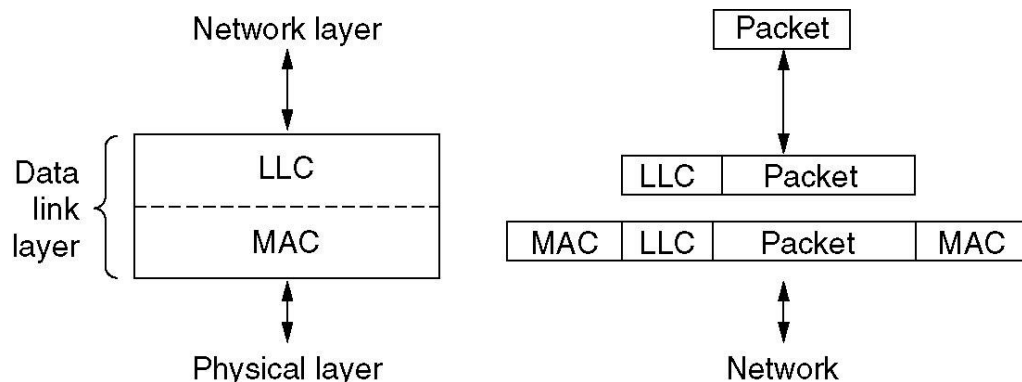 Network layer
Data
link
layer
LLC
MAC
Physical layer
Packet
LLC Packet
MAC LLC Packet MAC
Network